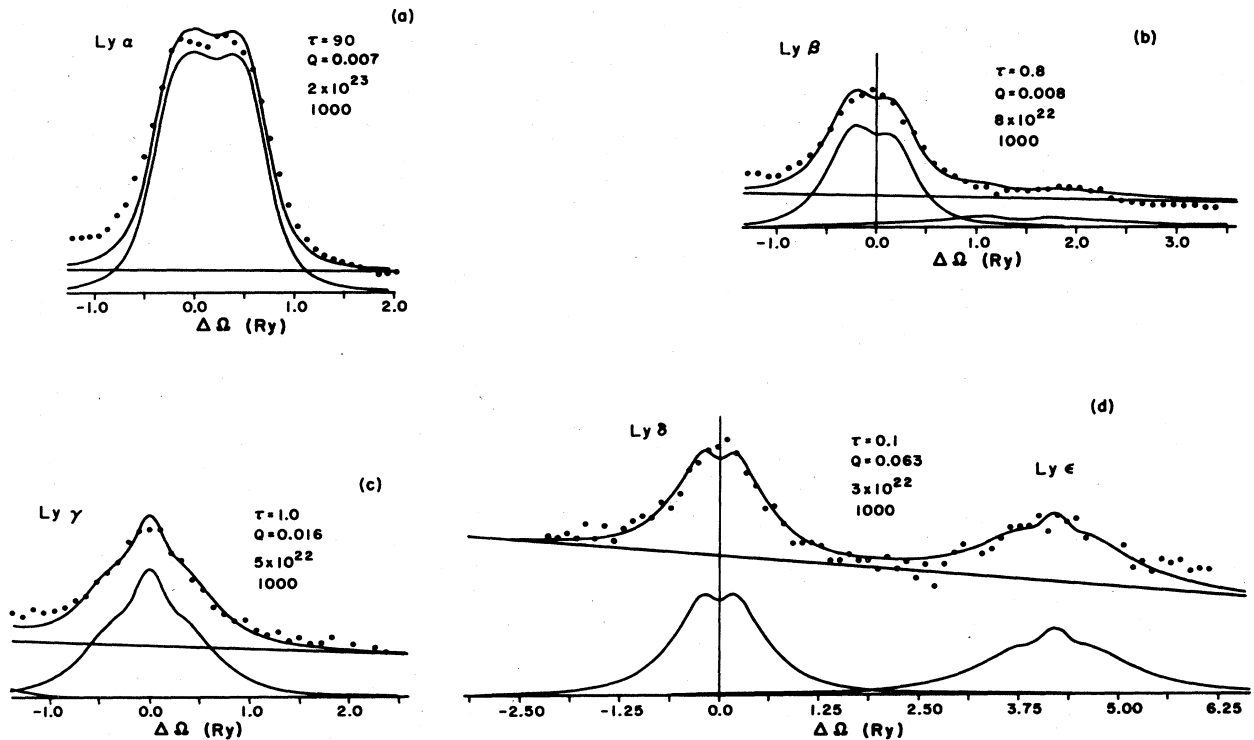 (a)
Ly α
τ = 90
Q = 0.007
2 x 10²³
1000
-1.0 0.0 1.0 2.0
Δ Ω (Ry)
(b)
Ly β
τ = 0.8
Q = 0.008
8 x 10²²
1000
-1.0 0.0 1.0 2.0 3.0
Δ Ω (Ry)
(c)
Ly γ
τ = 1.0
Q = 0.016
5 x 10²²
1000
-1.0 0.0 1.0 2.0
Δ Ω (Ry)
(d)
Ly δ
τ = 0.1
Q = 0.063
3 x 10²²
1000
Ly ε
-2.50 -1.25 0.0 1.25 2.50 3.75 5.00 6.25
Δ Ω (Ry)